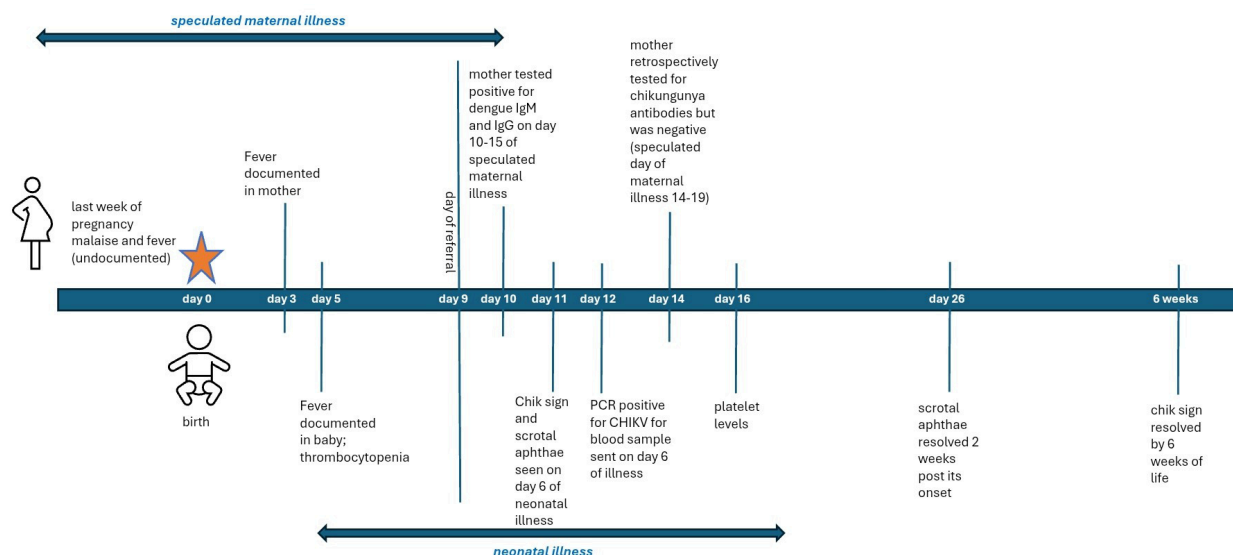 speculated maternal illness
mother
retrospectively
tested for
chikungunya
antibodies but
was negative
(speculated
day of
maternal
illness 14-19)
mother tested
positive for
dengue IgM
and IgG on day
10-15 of
speculated
maternal
illness
Fever
documented
in mother
day of referral
last week of
pregnancy
malaise and fever
(undocumented)
day 0
day 3
day 5
day 9
day 10
day 11
day 12
day 14
day 16
day 26
6 weeks
birth
Fever
documented
in baby;
thrombocytopenia
Chik sign
and
scrotal
aphthae
seen on
day 6 of
neonatal
illness
PCR positive
for CHIKV for
blood sample
sent on day 6
of illness
platelet
levels
scrotal
aphthae
resolved 2
weeks
post its
onset
chik sign
resolved
by 6
weeks of
life
neonatal illness